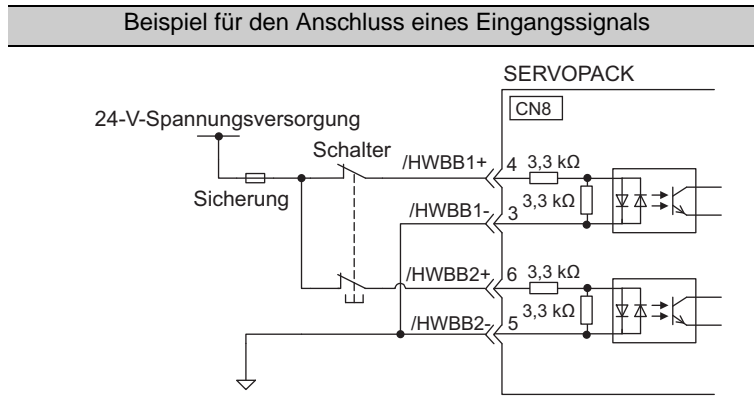 Beispiel für den Anschluss eines Eingangssignals
SERVOPACK
CN8
24-V-Spannungsversorgung
Schalter
Sicherung
/HWBB1+ 4 3,3 kΩ
3,3 kΩ
/HWBB1- 3
/HWBB2+ 6 3,3 kΩ
3,3 kΩ
/HWBB2- 5